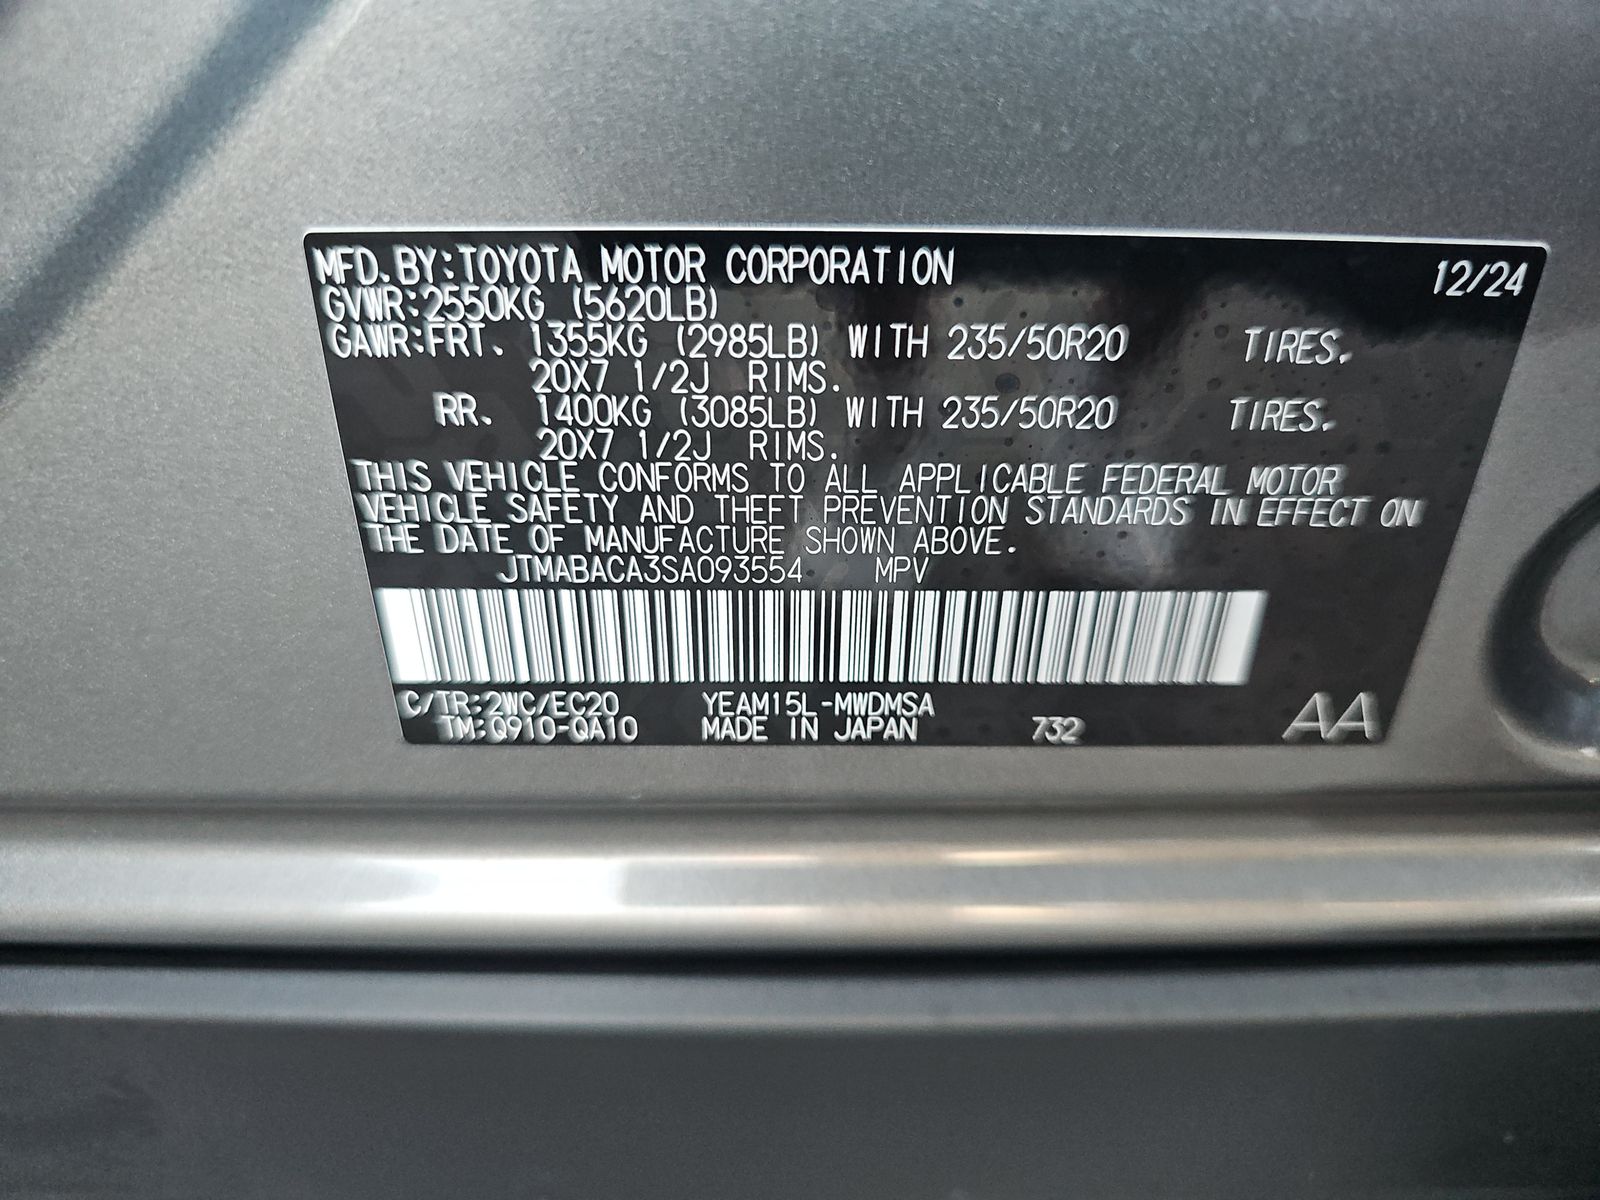 MFD.BY:TOYOTA MOTOR CORPORATION 12/24
GVWR:2550KG (5620LB)
GAWR:FRT. 1355KG (2985LB) WITH 235/50R20 TIRES.
20X7 1/2J RIMS.
RR. 1400KG (3085LB) WITH 235/50R20 TIRES.
20X7 1/2J RIMS.
THIS VEHICLE CONFORMS TO ALL APPLICABLE FEDERAL MOTOR
VEHICLE SAFETY AND THEFT PREVENTION STANDARDS IN EFFECT ON
THE DATE OF MANUFACTURE SHOWN ABOVE.
JTMABACA3SA093554 MPV
C/TR:2WC/EC20 YEAM15L-MWDMSA
TM:Q910-QA10 MADE IN JAPAN 732 AA